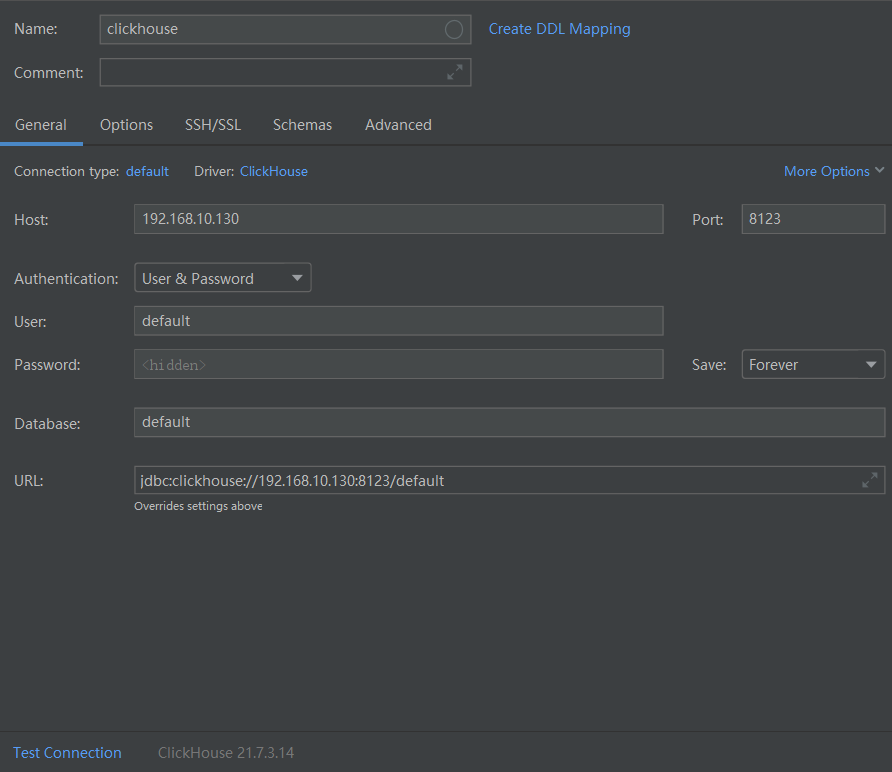 Name: clickhouse Create DDL Mapping
Comment:
General Options SSH/SSL Schemas Advanced
Connection type: default Driver: ClickHouse More Options
Host: 192.168.10.130 Port: 8123
Authentication: User & Password
User: default
Password: <hidden> Save: Forever
Database: default
URL: jdbc:clickhouse://192.168.10.130:8123/default
Overrides settings above
Test Connection ClickHouse 21.7.3.14